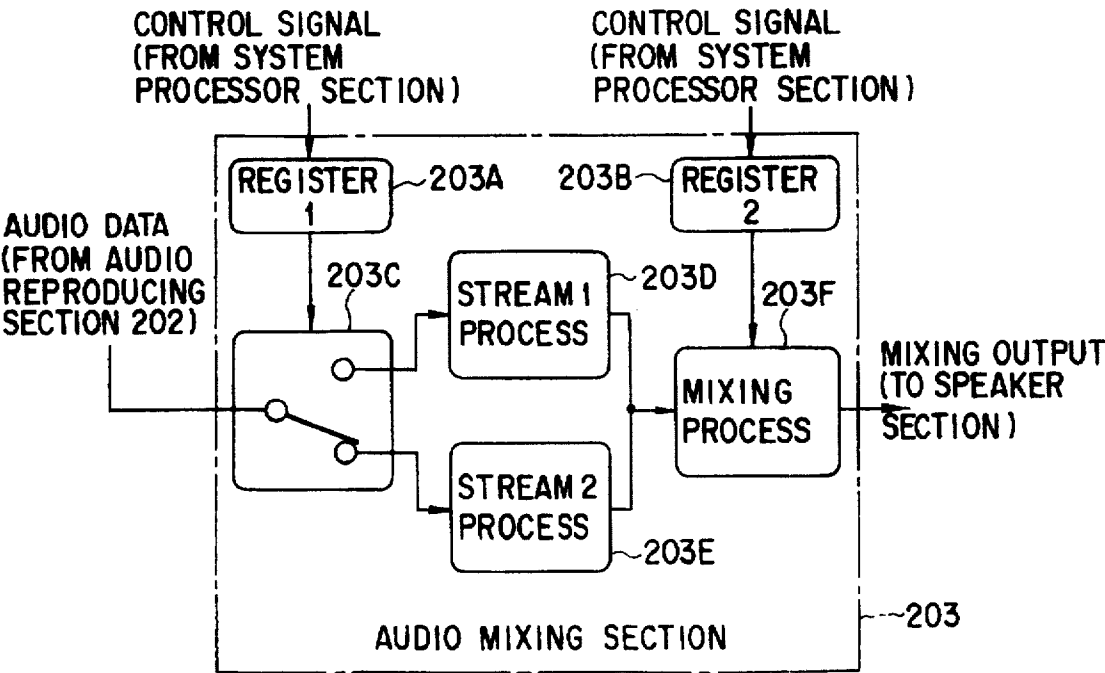 CONTROL SIGNAL
(FROM SYSTEM
PROCESSOR SECTION)
CONTROL SIGNAL
(FROM SYSTEM
PROCESSOR SECTION)
REGISTER
1
203A
203B
REGISTER
2
AUDIO DATA
(FROM AUDIO
REPRODUCING
SECTION 202)
203C
STREAM 1
PROCESS
203D
203F
MIXING
PROCESS
MIXING OUTPUT
(TO SPEAKER
SECTION)
STREAM 2
PROCESS
203E
AUDIO MIXING SECTION
203